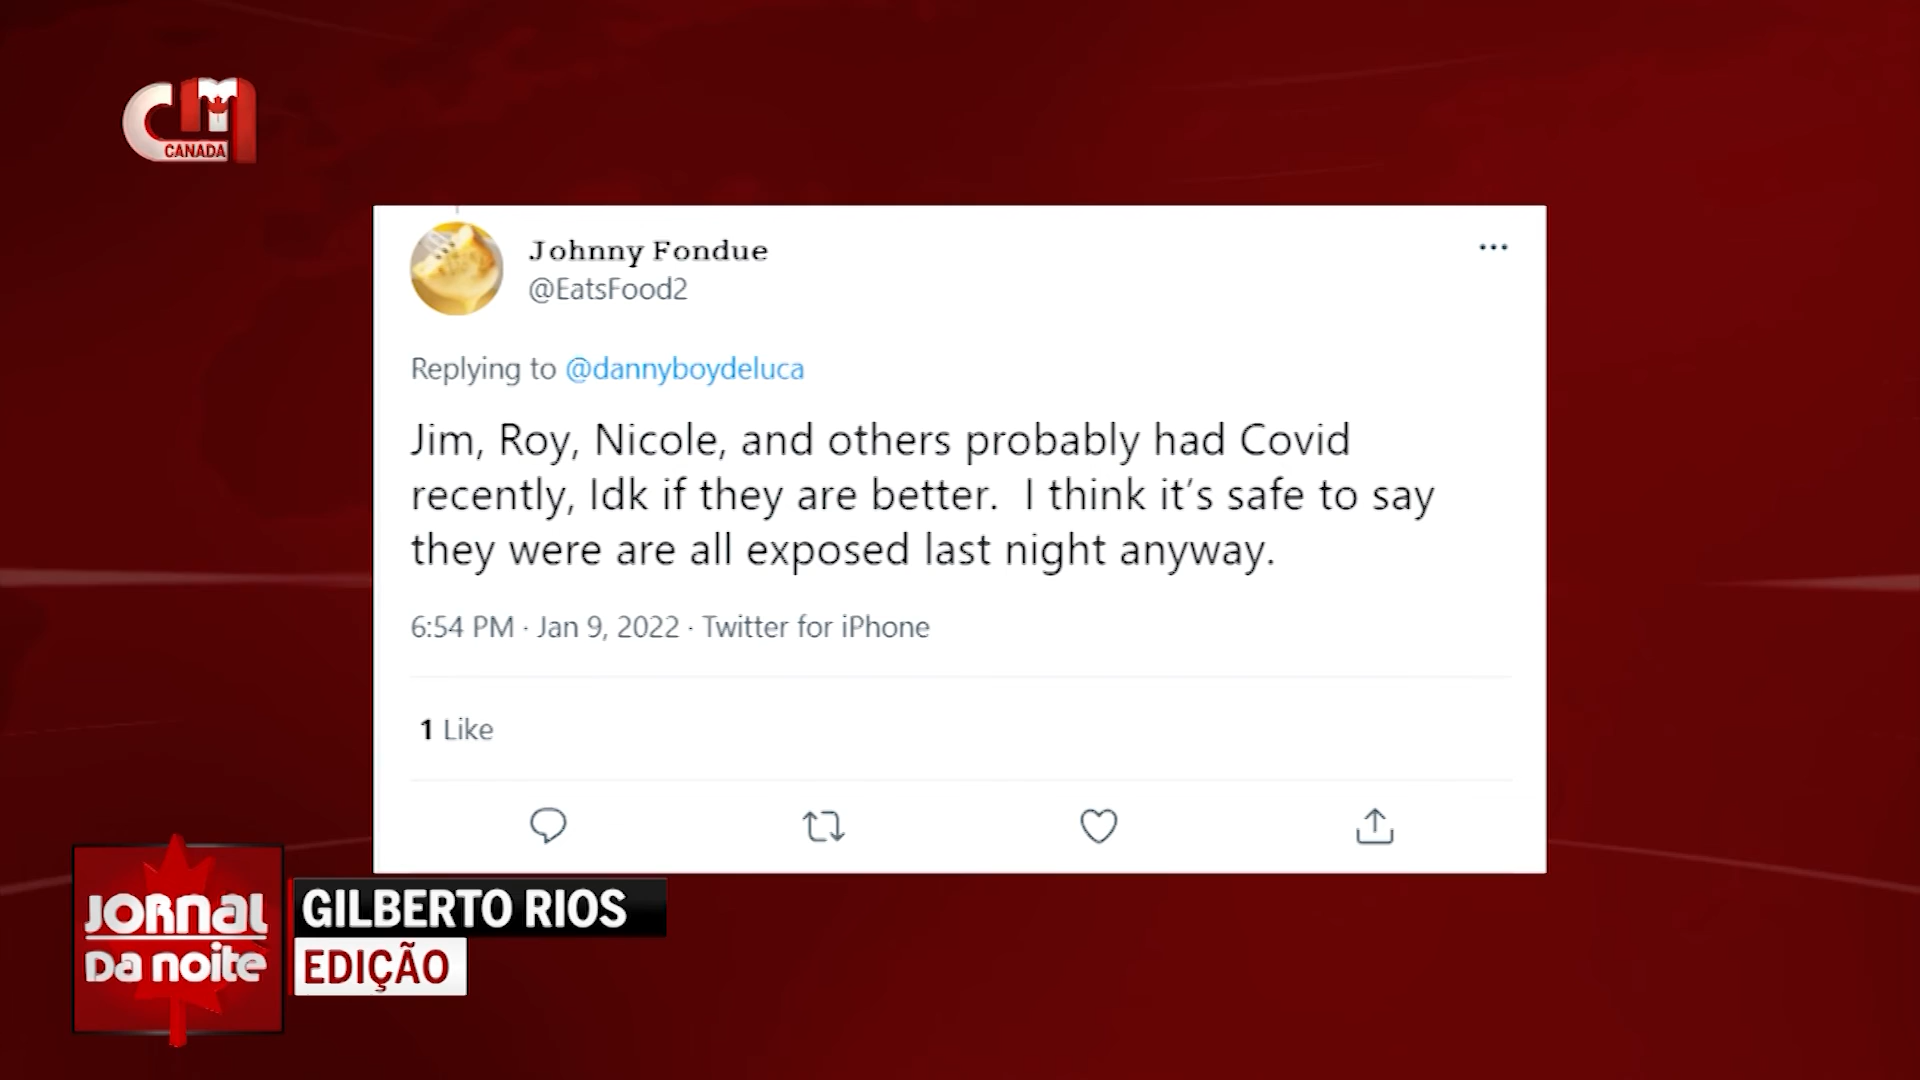 CM
CANADA
Johnny Fondue
@EatsFood2
Replying to @dannyboydeluca
Jim, Roy, Nicole, and others probably had Covid
recently, Idk if they are better.  I think it’s safe to say
they were are all exposed last night anyway.
6:54 PM · Jan 9, 2022 · Twitter for iPhone
1 Like
JORNAL
Da noite
GILBERTO RIOS
EDIÇÃO